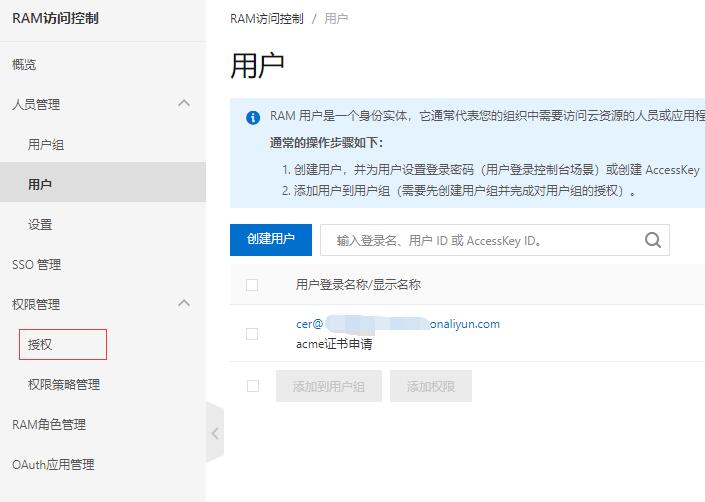 RAM访问控制
概览
人员管理
用户组
用户
设置
SSO 管理
权限管理
授权
权限策略管理
RAM角色管理
OAuth应用管理
RAM访问控制 / 用户
用户
RAM 用户是一个身份实体，它通常代表您的组织中需要访问云资源的人员或应用程
通常的操作步骤如下：
1. 创建用户，并为用户设置登录密码（用户登录控制台场景）或创建 AccessKey
2. 添加用户到用户组（需要先创建用户组并完成对用户组的授权）。
创建用户
输入登录名、用户 ID 或 AccessKey ID。
用户登录名称/显示名称
cer@ onaliyun.com
acme证书申请
添加到用户组
添加权限